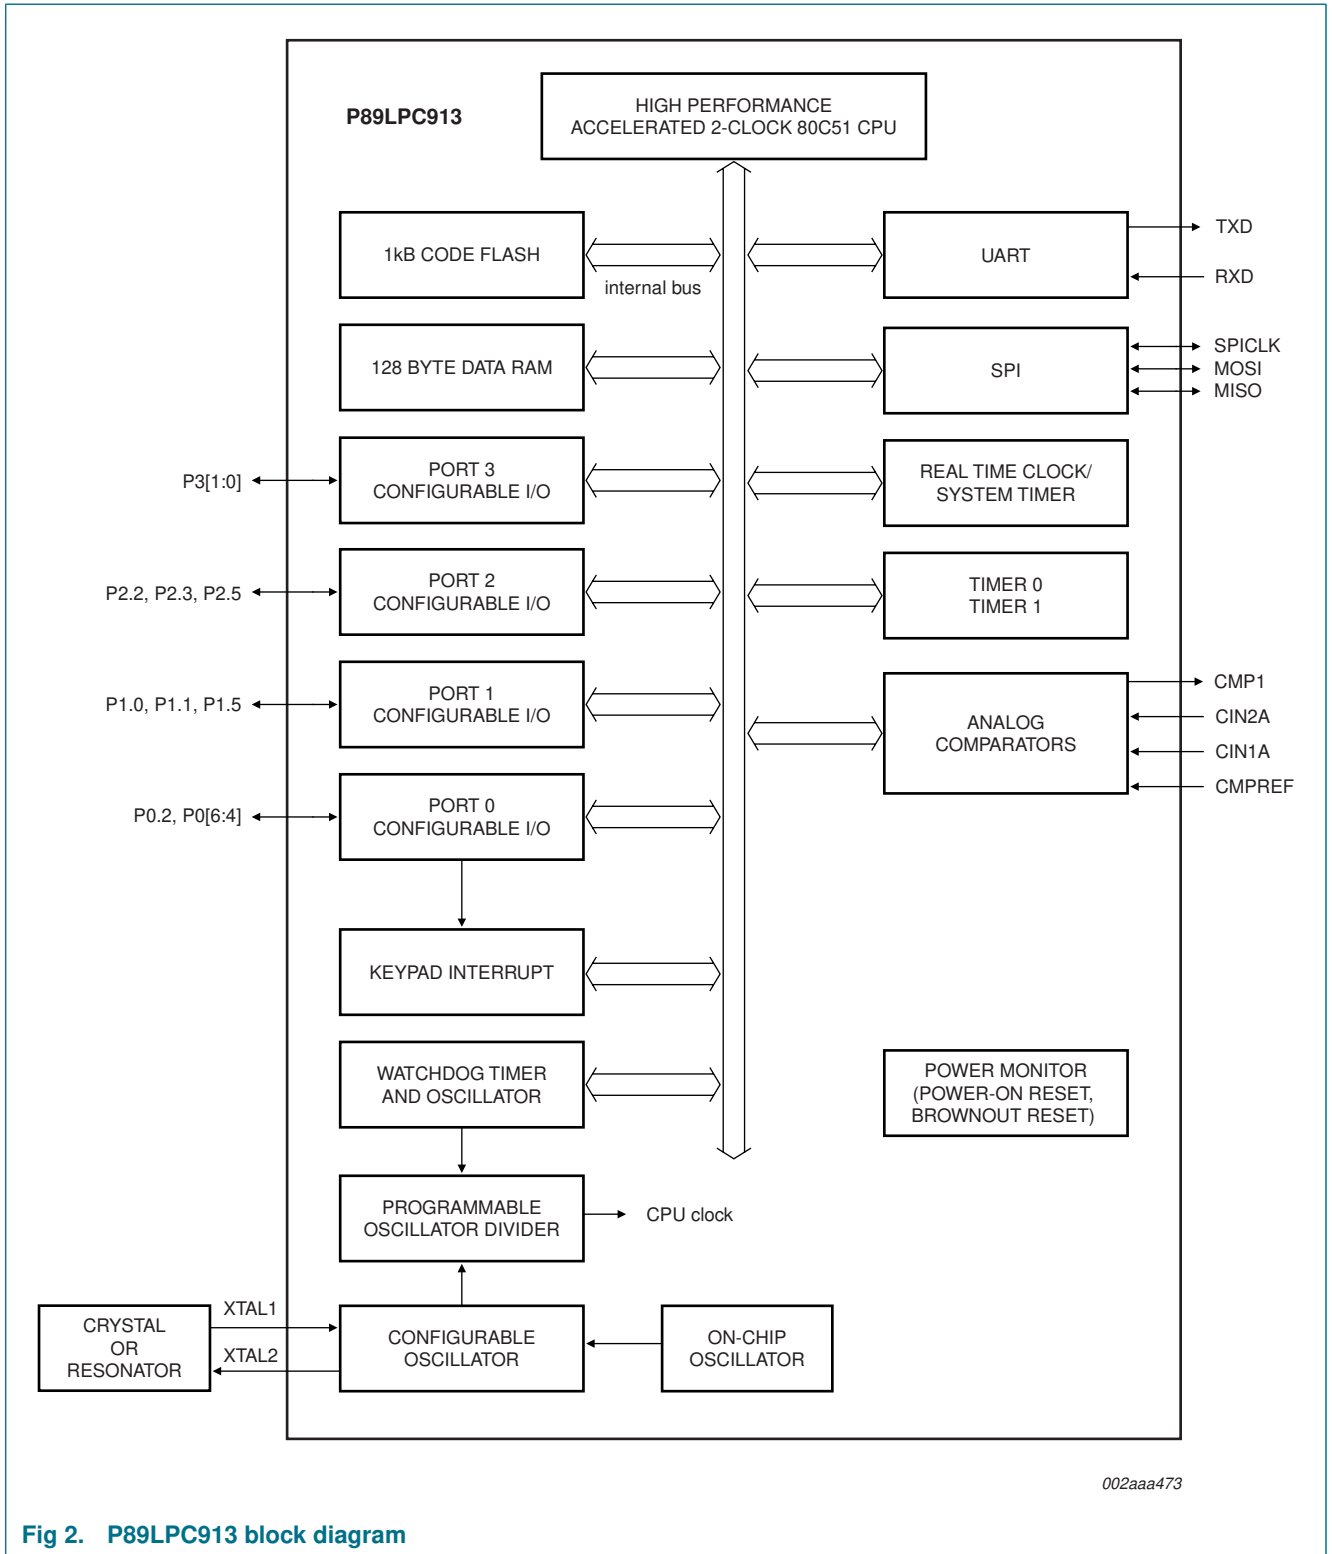 P89LPC913
HIGH PERFORMANCE
ACCELERATED 2-CLOCK 80C51 CPU
1kB CODE FLASH
internal bus
UART
TXD
RXD
128 BYTE DATA RAM
SPI
SPICLK
MOSI
MISO
P3[1:0]
PORT 3
CONFIGURABLE I/O
REAL TIME CLOCK/
SYSTEM TIMER
P2.2, P2.3, P2.5
PORT 2
CONFIGURABLE I/O
TIMER 0
TIMER 1
P1.0, P1.1, P1.5
PORT 1
CONFIGURABLE I/O
ANALOG
COMPARATORS
CMP1
CIN2A
CIN1A
CMPREF
P0.2, P0[6:4]
PORT 0
CONFIGURABLE I/O
KEYPAD INTERRUPT
WATCHDOG TIMER
AND OSCILLATOR
POWER MONITOR
(POWER-ON RESET,
BROWNOUT RESET)
PROGRAMMABLE
OSCILLATOR DIVIDER
CPU clock
CRYSTAL
OR
RESONATOR
XTAL1
XTAL2
CONFIGURABLE
OSCILLATOR
ON-CHIP
OSCILLATOR
002aaa473
Fig 2. P89LPC913 block diagram